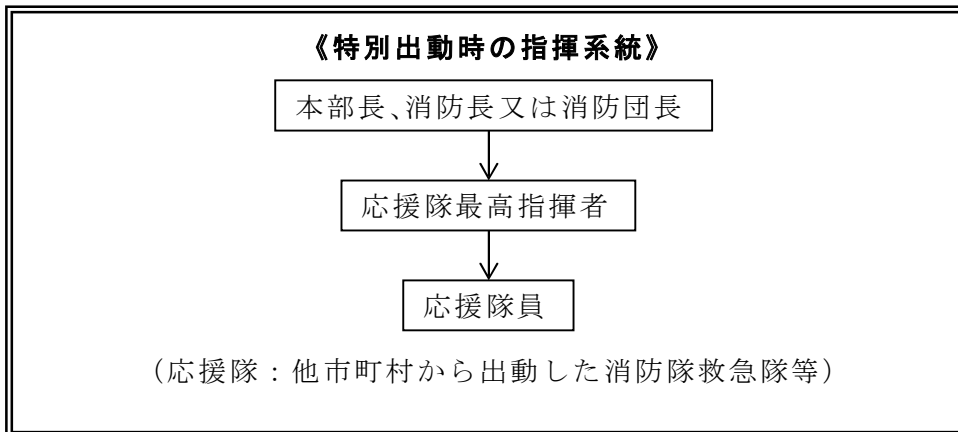 《特別出動時の指揮系統》
本部長、消防長又は消防団長
応援隊最高指揮者
応援隊員
（応援隊：他市町村から出動した消防隊救急隊等）